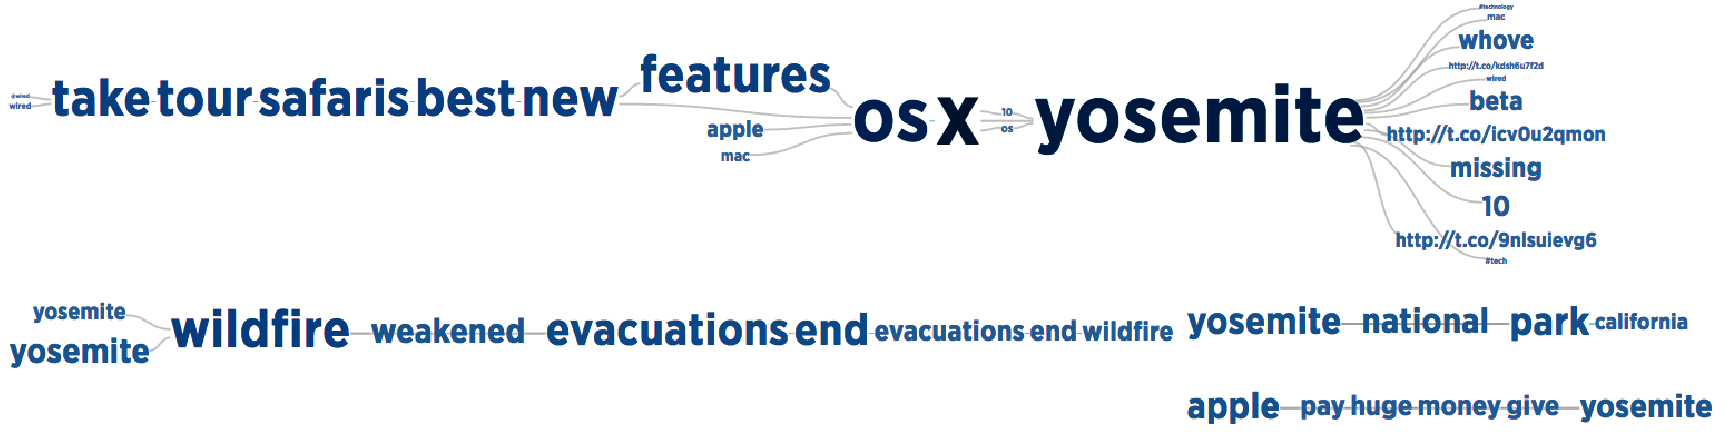 @wired
wired
take tour safaris best new
features
apple
mac
os x
10
os
yosemite
#technology
mac
whove
http://t.co/kdsh6u7f2d
wired
beta
http://t.co/icv0u2qmon
missing
10
http://t.co/9nlsuievg6
#tech
yosemite
yosemite
wildfire weakened evacuations end evacuations end wildfire
yosemite national park california
apple pay huge money give yosemite